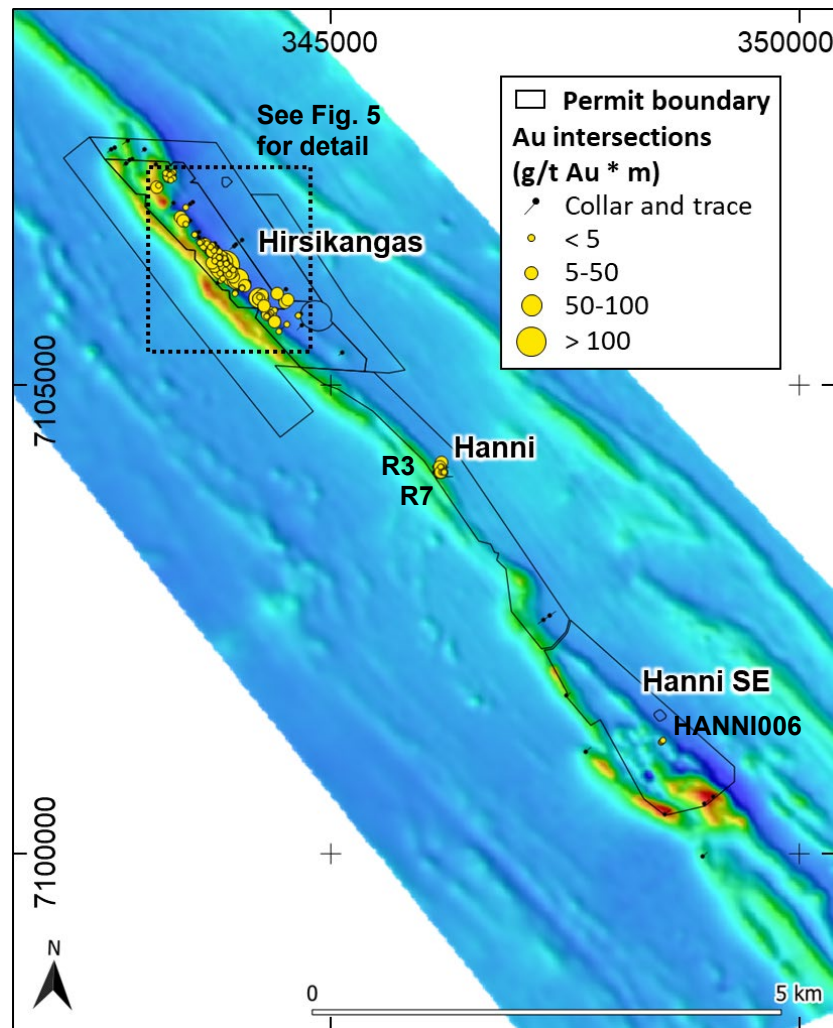 345000
350000
See Fig. 5
for detail
Permit boundary
Au intersections
(g/t Au * m)
Collar and trace
< 5
5-50
50-100
> 100
Hirsikangas
7105000
Hanni
R3
R7
Hanni SE
HANNI006
7100000
N
0
5 km